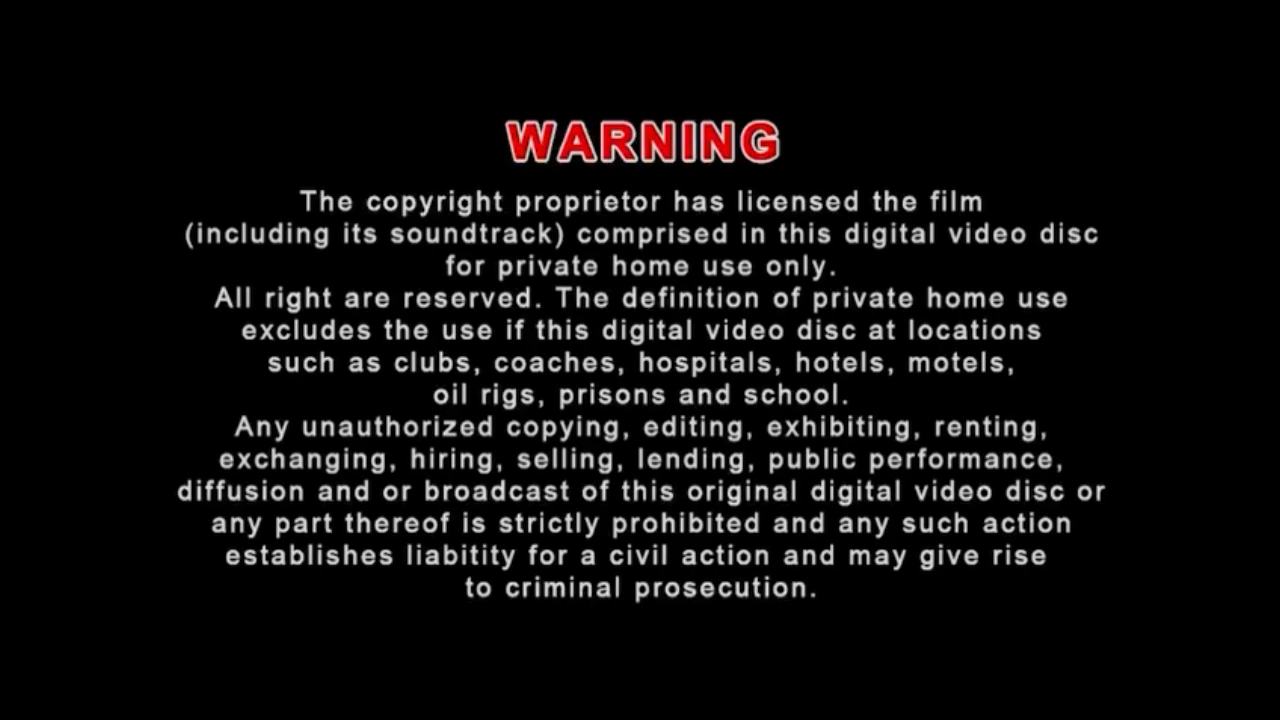 WARNING
The copyright proprietor has licensed the film
(including its soundtrack) comprised in this digital video disc
for private home use only.
All right are reserved. The definition of private home use
excludes the use if this digital video disc at locations
such as clubs, coaches, hospitals, hotels, motels,
oil rigs, prisons and school.
Any unauthorized copying, editing, exhibiting, renting,
exchanging, hiring, selling, lending, public performance,
diffusion and or broadcast of this original digital video disc or
any part thereof is strictly prohibited and any such action
establishes liabitity for a civil action and may give rise
to criminal prosecution.